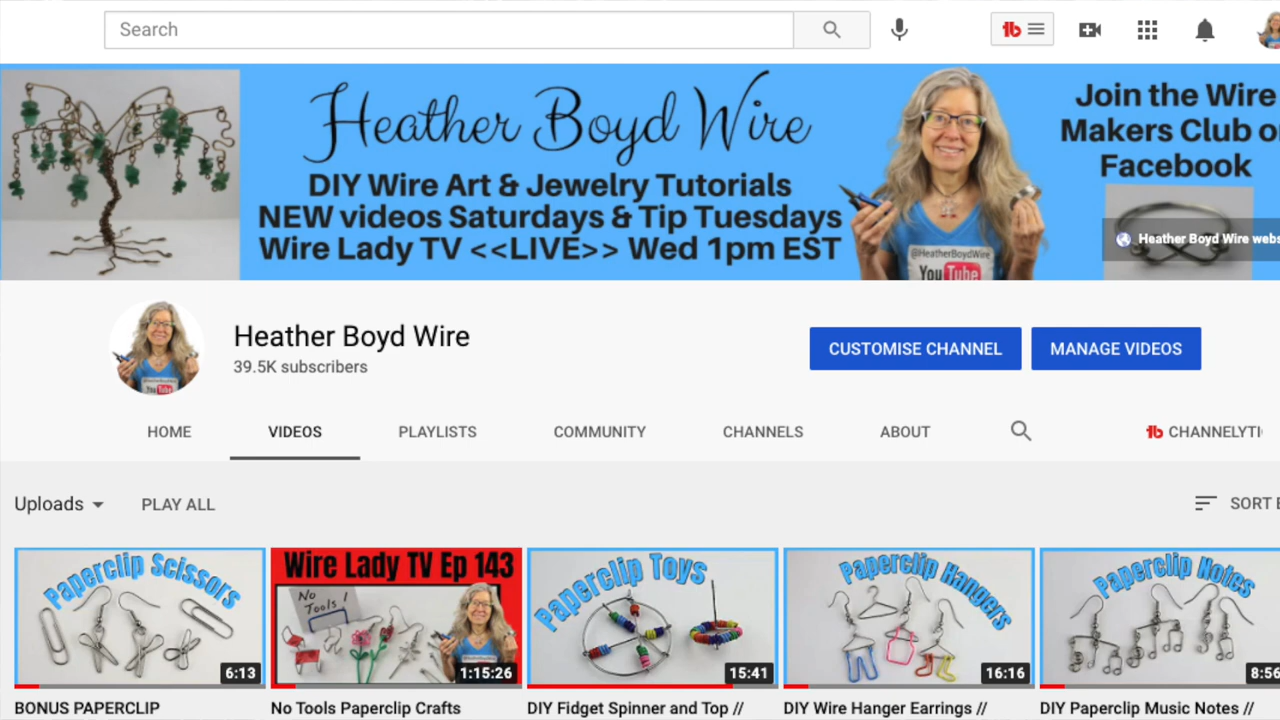 Search
Heather Boyd Wire
DIY Wire Art & Jewelry Tutorials
NEW videos Saturdays & Tip Tuesdays
Wire Lady TV <<LIVE>> Wed 1pm EST
@HeatherBoydWire
YouTube
Join the Wire
Makers Club o
Facebook
Heather Boyd Wire webs
Heather Boyd Wire
39.5K subscribers
CUSTOMISE CHANNEL
MANAGE VIDEOS
HOME VIDEOS PLAYLISTS COMMUNITY CHANNELS ABOUT CHANNELYTI
Uploads PLAY ALL SORT
Paperclip Scissors
6:13
Wire Lady TV Ep 143
No
Tools!
1:15:26
Paperclip Toys
15:41
Paperclip Hangers
16:16
Paperclip Notes
8:56
BONUS PAPERCLIP
No Tools Paperclip Crafts
DIY Fidget Spinner and Top //
DIY Wire Hanger Earrings //
DIY Paperclip Music Notes //